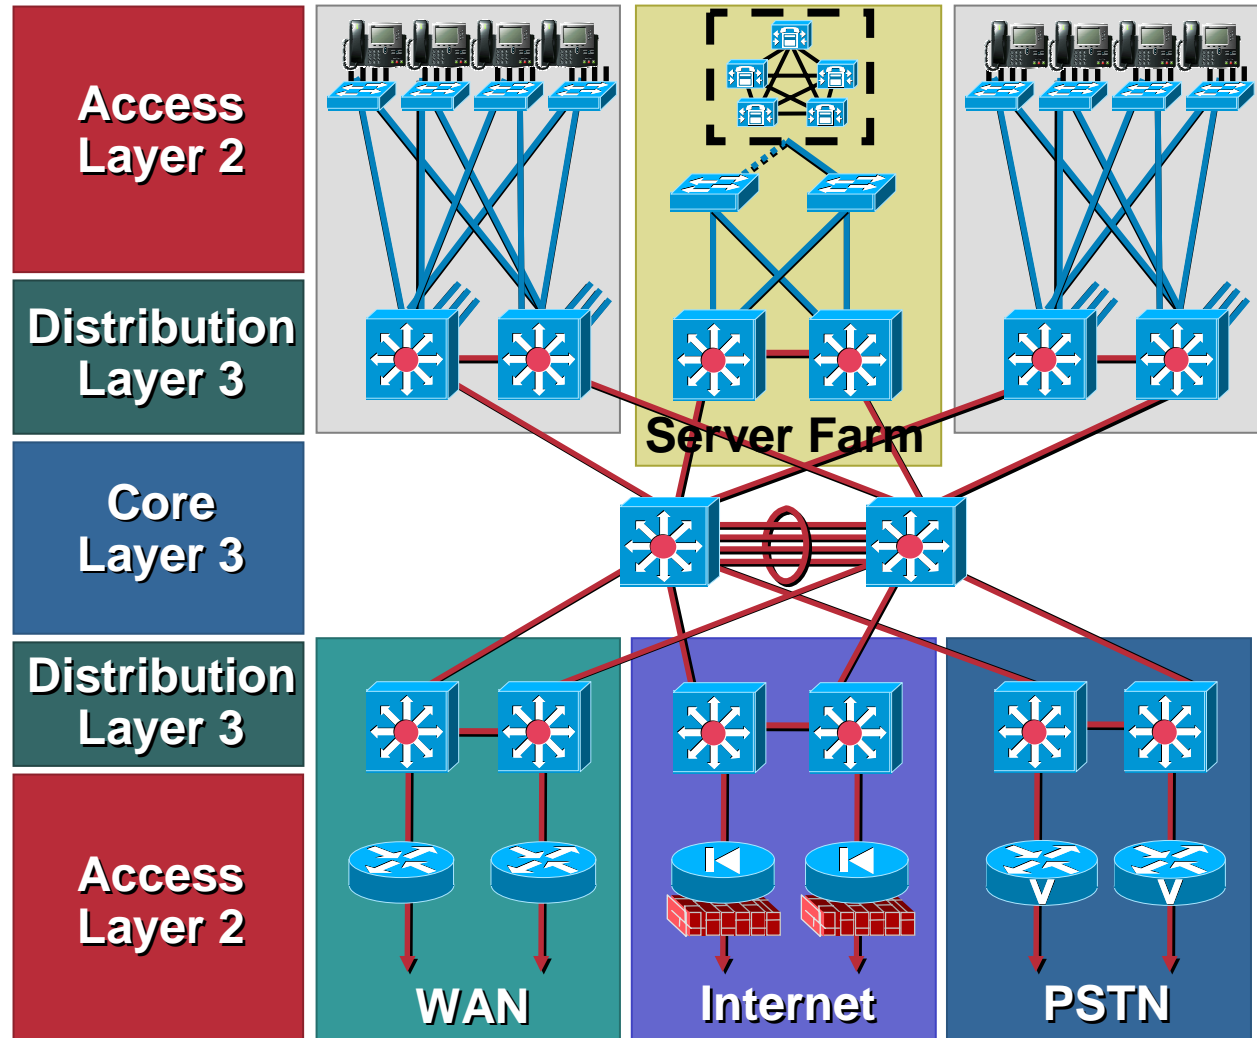 Access
Layer 2
Distribution
Layer 3
Server Farm
Core
Layer 3
Distribution
Layer 3
Access
Layer 2
V
V
WAN
Internet
PSTN